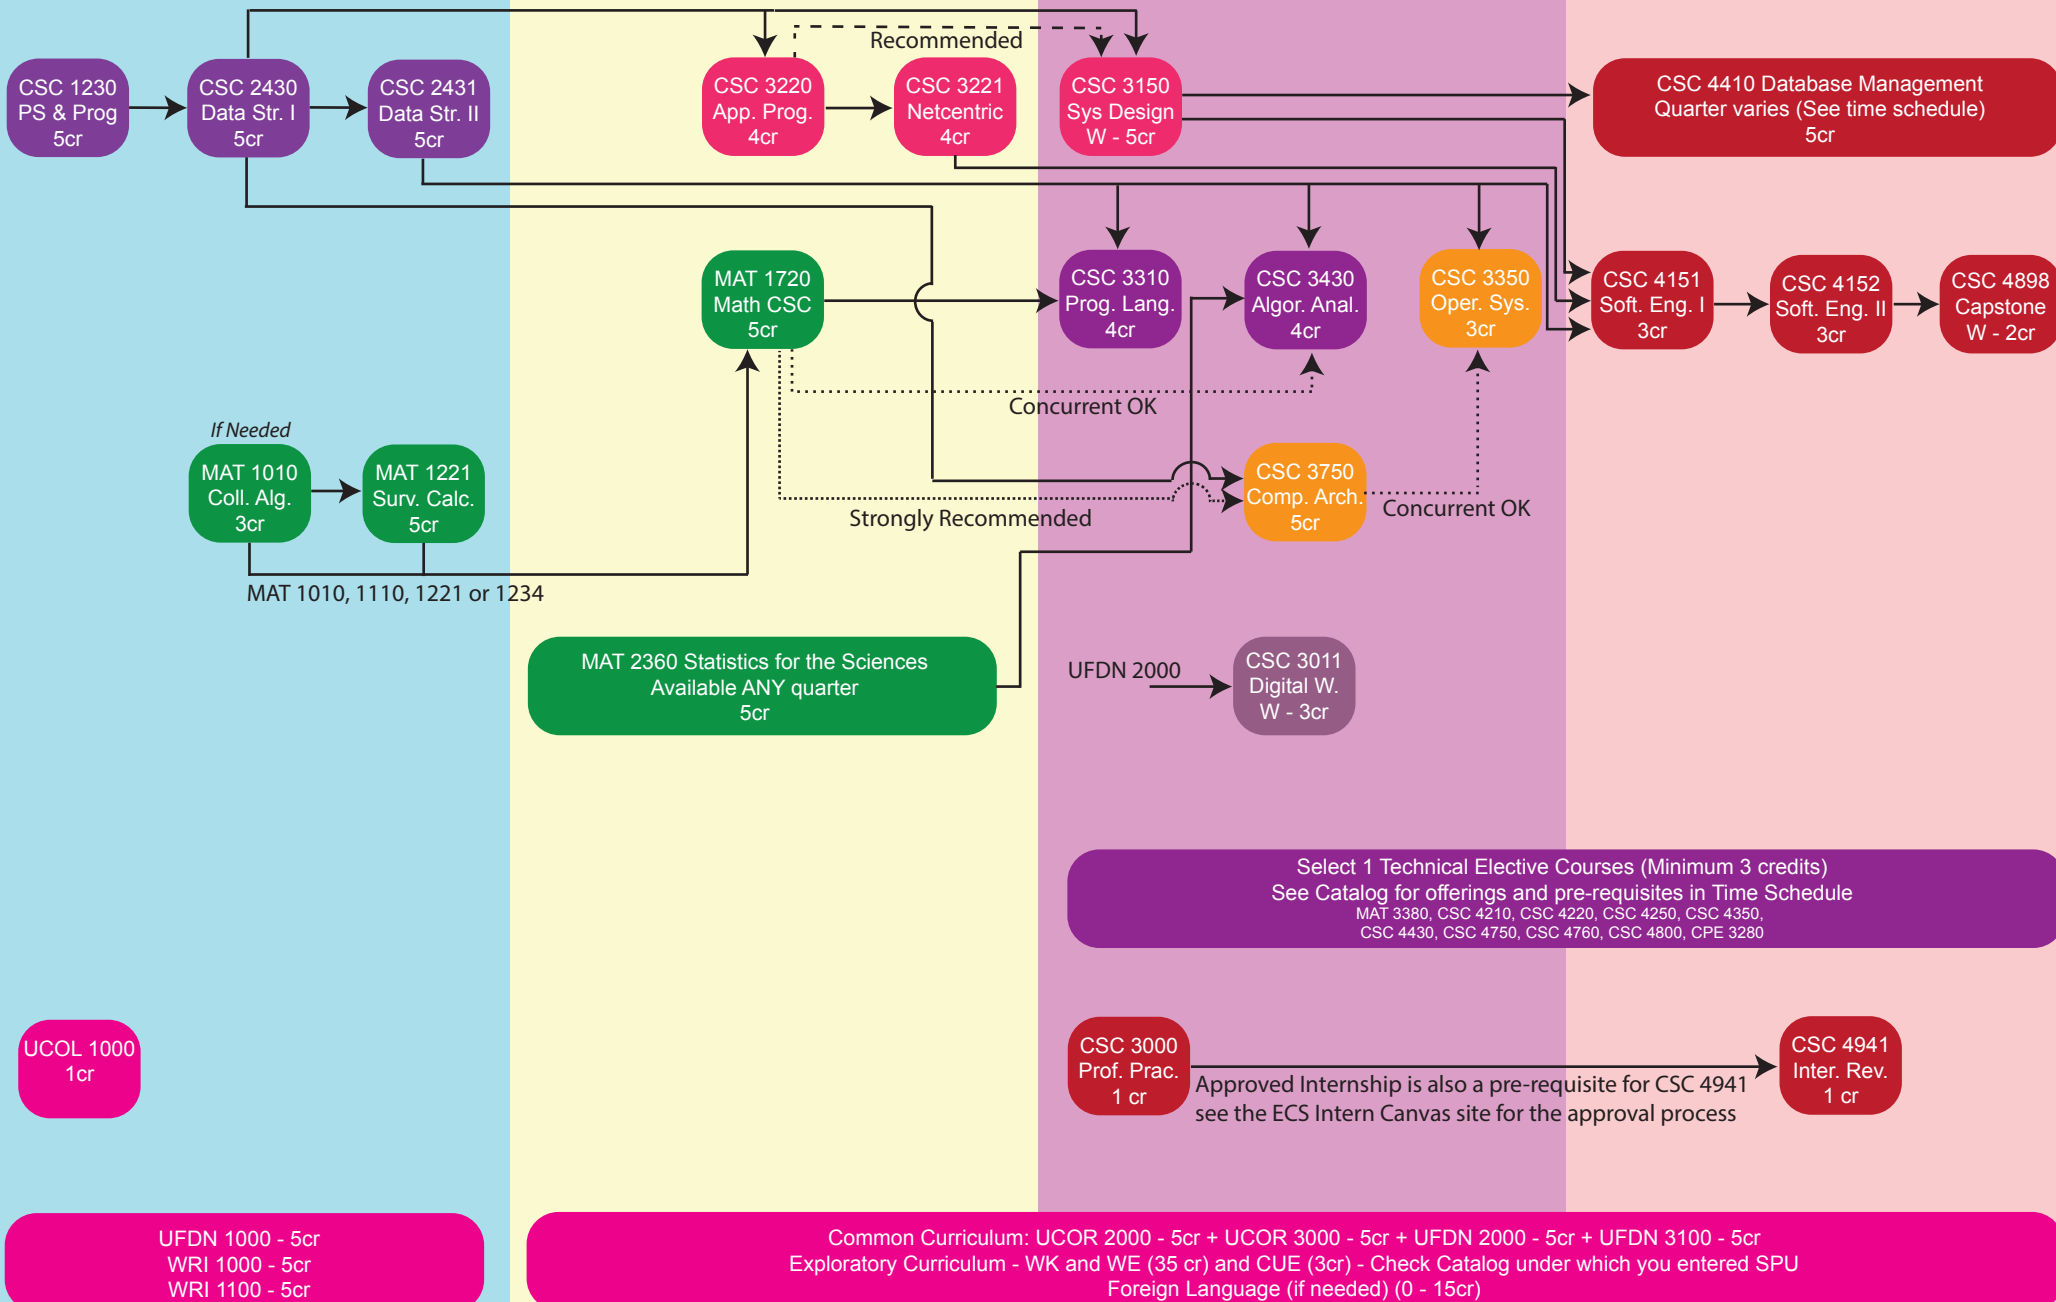 Recommended
CSC 1230
PS & Prog
5cr
CSC 2430
Data Str. I
5cr
CSC 2431
Data Str. II
5cr
CSC 3220
App. Prog.
4cr
CSC 3221
Netcentric
4cr
CSC 3150
Sys Design
W - 5cr
CSC 4410 Database Management
Quarter varies (See time schedule)
5cr
MAT 1720
Math CSC
5cr
CSC 3310
Prog. Lang.
4cr
CSC 3430
Algor. Anal.
4cr
CSC 3350
Oper. Sys.
3cr
CSC 4151
Soft. Eng. I
3cr
CSC 4152
Soft. Eng. II
3cr
CSC 4898
Capstone
W - 2cr
Concurrent OK
If Needed
MAT 1010
Coll. Alg.
3cr
MAT 1221
Surv. Calc.
5cr
CSC 3750
Comp. Arch.
5cr
Strongly Recommended
Concurrent OK
MAT 1010, 1110, 1221 or 1234
MAT 2360 Statistics for the Sciences
Available ANY quarter
5cr
UFDN 2000
CSC 3011
Digital W.
W - 3cr
Select 1 Technical Elective Courses (Minimum 3 credits)
See Catalog for offerings and pre-requisites in Time Schedule
MAT 3380, CSC 4210, CSC 4220, CSC 4250, CSC 4350,
CSC 4430, CSC 4750, CSC 4760, CSC 4800, CPE 3280
UCOL 1000
1cr
CSC 3000
Prof. Prac.
1 cr
Approved Internship is also a pre-requisite for CSC 4941
see the ECS Intern Canvas site for the approval process
CSC 4941
Inter. Rev.
1 cr
UFDN 1000 - 5cr
WRI 1000 - 5cr
WRI 1100 - 5cr
Common Curriculum: UCOR 2000 - 5cr + UCOR 3000 - 5cr + UFDN 2000 - 5cr + UFDN 3100 - 5cr
Exploratory Curriculum - WK and WE (35 cr) and CUE (3cr) - Check Catalog under which you entered SPU
Foreign Language (if needed) (0 - 15cr)